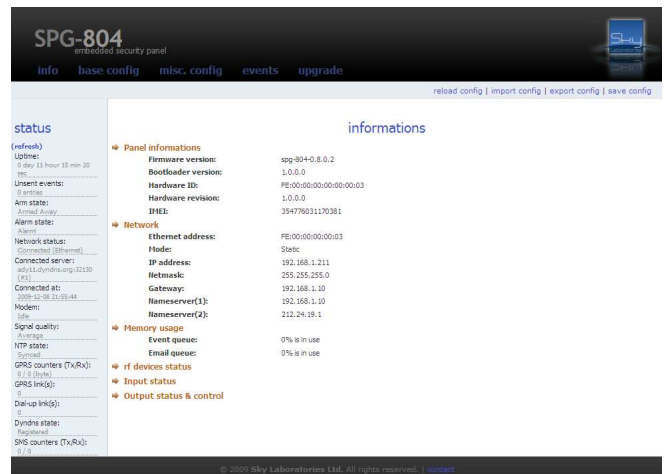 SPG-804
embedded security panel
Sky
Laboratories
info base config misc. config events upgrade
reload config | import config | export config | save config
status
(refresh)
Uptime:
0 day 11 hour 15 min 20
sec
Unsent events:
0 entries
Arm state:
Armed Away
Alarm state:
Alarm!
Network status:
Connected (Ethernet)
Connected server:
ady11.dyndns.org:32130
(#1)
Connected at:
2009-12-08 21:55:44
Modem:
Idle
Signal quality:
Average
NTP state:
Synced
GPRS counters (Tx/Rx):
0 / 0 (byte)
GPRS link(s):
0
Dial-up link(s):
0
Dyndns state:
Registered
SMS counters (Tx/Rx):
0 / 0
informations
Panel informations
Firmware version: spg-804-0.8.0.2
Bootloader version: 1.0.0.0
Hardware ID: FE:00:00:00:00:00:00:03
Hardware revision: 1.0.0.0
IMEI: 354776031170381
Network
Ethernet address: FE:00:00:00:00:03
Mode: Static
IP address: 192.168.1.211
Netmask: 255.255.255.0
Gateway: 192.168.1.10
Nameserver(1): 192.168.1.10
Nameserver(2): 212.24.19.1
Memory usage
Event queue: 0% is in use
Email queue: 0% is in use
rf devices status
Input status
Output status & control
© 2009 Sky Laboratories Ltd. All rights reserved. | contact